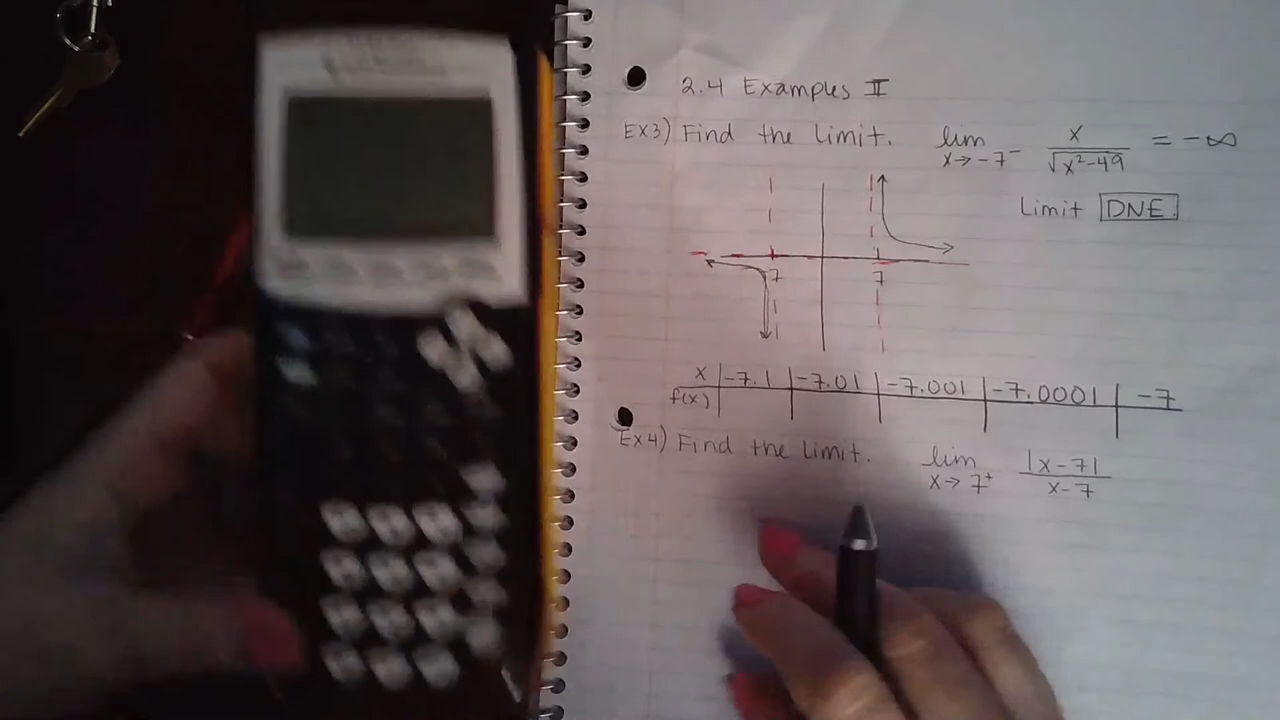 2.4 Examples II
Ex3) Find the Limit. lim x→-7⁻ x/√(x²-49) = -∞
Limit DNE.
7 7
x -7.1 -7.01 -7.001 -7.0001 -7
f(x)
Ex4) Find the Limit. lim x→7⁺ |x-7|/(x-7)